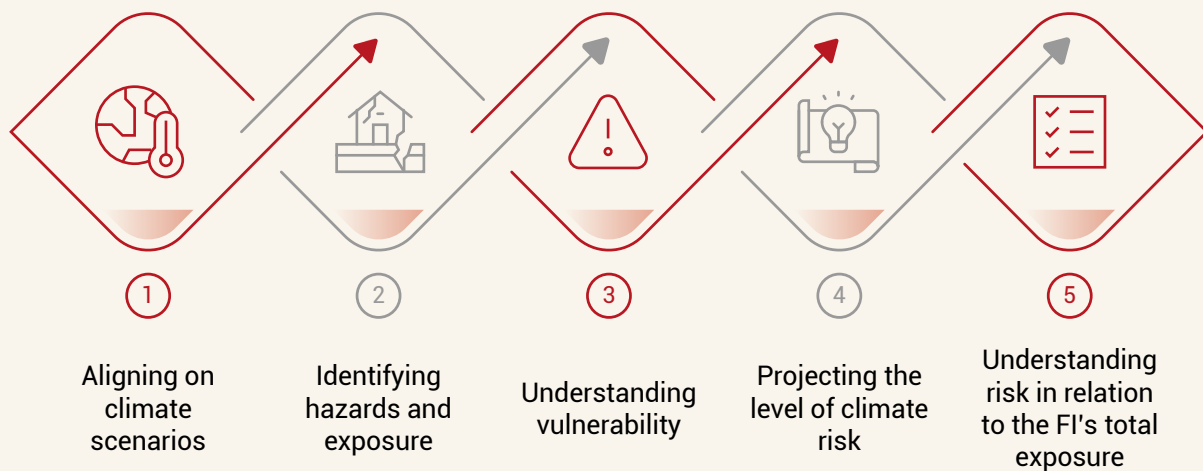 1
Aligning on
climate
scenarios
2
Identifying
hazards and
exposure
3
Understanding
vulnerability
4
Projecting the
level of climate
risk
5
Understanding
risk in relation
to the FI's total
exposure